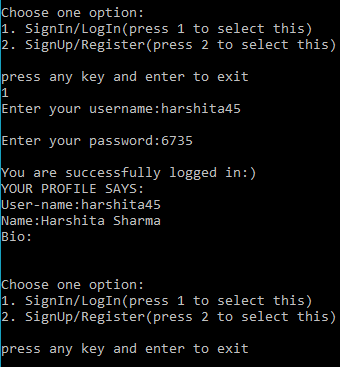 Choose one option:
1. SignIn/LogIn(press 1 to select this)
2. SignUp/Register(press 2 to select this)
press any key and enter to exit
1
Enter your username:harshita45
Enter your password:6735
You are successfully logged in:)
YOUR PROFILE SAYS:
User-name:harshita45
Name:Harshita Sharma
Bio:
Choose one option:
1. SignIn/LogIn(press 1 to select this)
2. SignUp/Register(press 2 to select this)
press any key and enter to exit